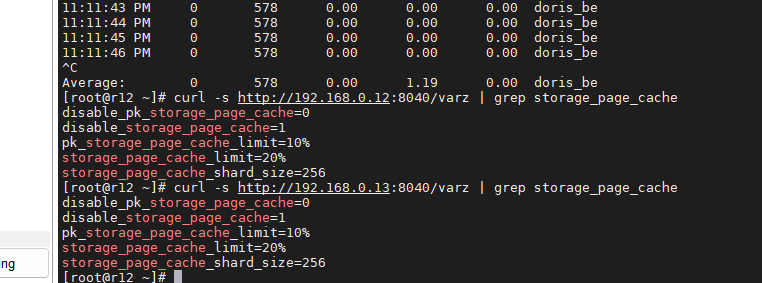 11:11:43 PM     0       578      0.00      0.00      0.00  doris_be
11:11:44 PM     0       578      0.00      0.00      0.00  doris_be
11:11:45 PM     0       578      0.00      0.00      0.00  doris_be
11:11:46 PM     0       578      0.00      0.00      0.00  doris_be
^C
Average:        0       578      0.00      1.19      0.00  doris_be
[root@r12 ~]# curl -s http://192.168.0.12:8040/varz | grep storage_page_cache
disable_pk_storage_page_cache=0
disable_storage_page_cache=1
pk_storage_page_cache_limit=10%
storage_page_cache_limit=20%
storage_page_cache_shard_size=256
[root@r12 ~]# curl -s http://192.168.0.13:8040/varz | grep storage_page_cache
disable_pk_storage_page_cache=0
disable_storage_page_cache=1
pk_storage_page_cache_limit=10%
storage_page_cache_limit=20%
ng
storage_page_cache_shard_size=256
[root@r12 ~]#